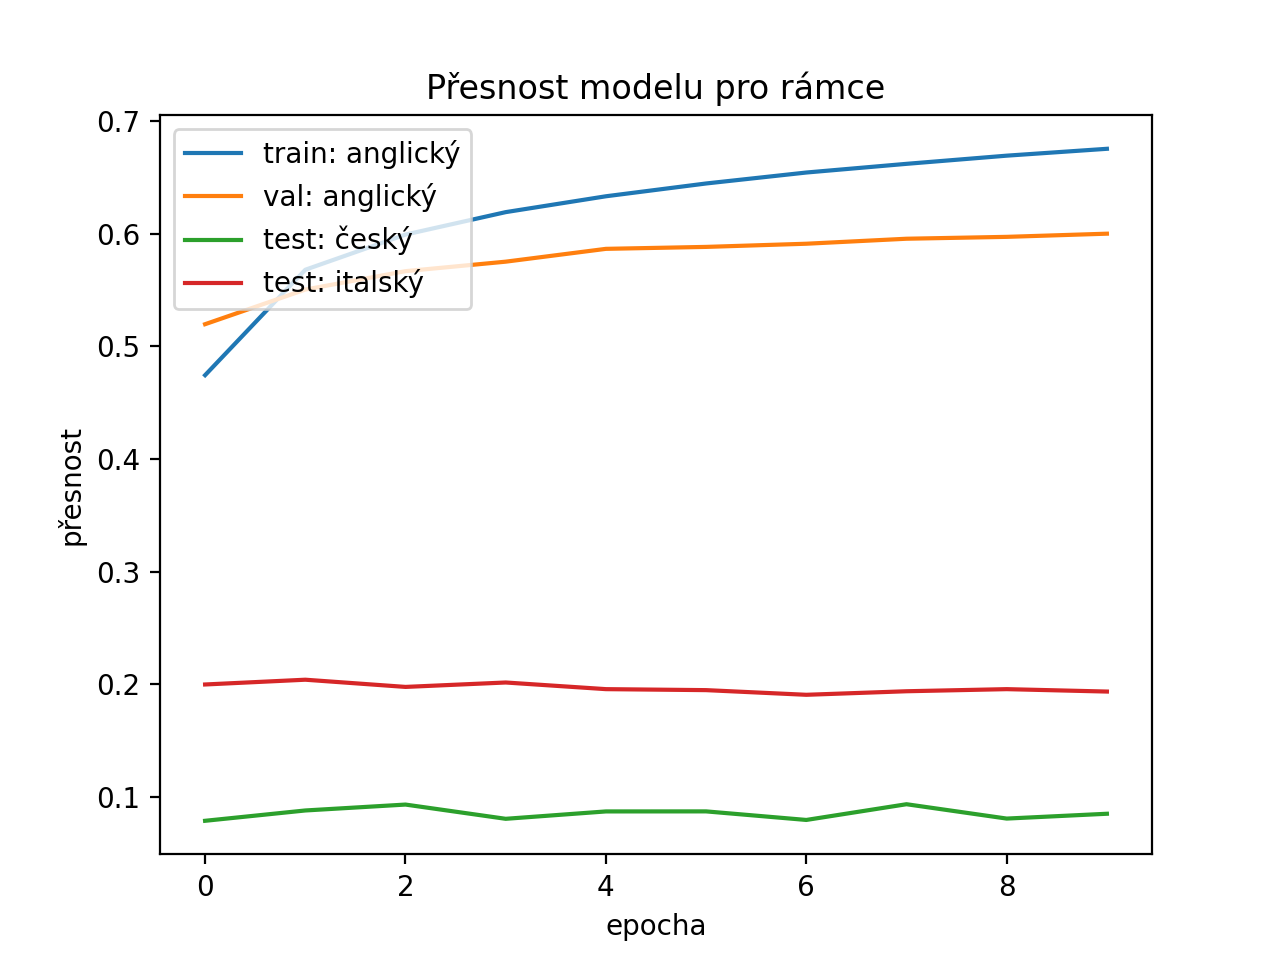 Přesnost modelu pro rámce
train: anglický
val: anglický
test: český
test: italský
0.7
0.6
0.5
0.4
0.3
0.2
0.1
přesnost
0 2 4 6 8
epocha